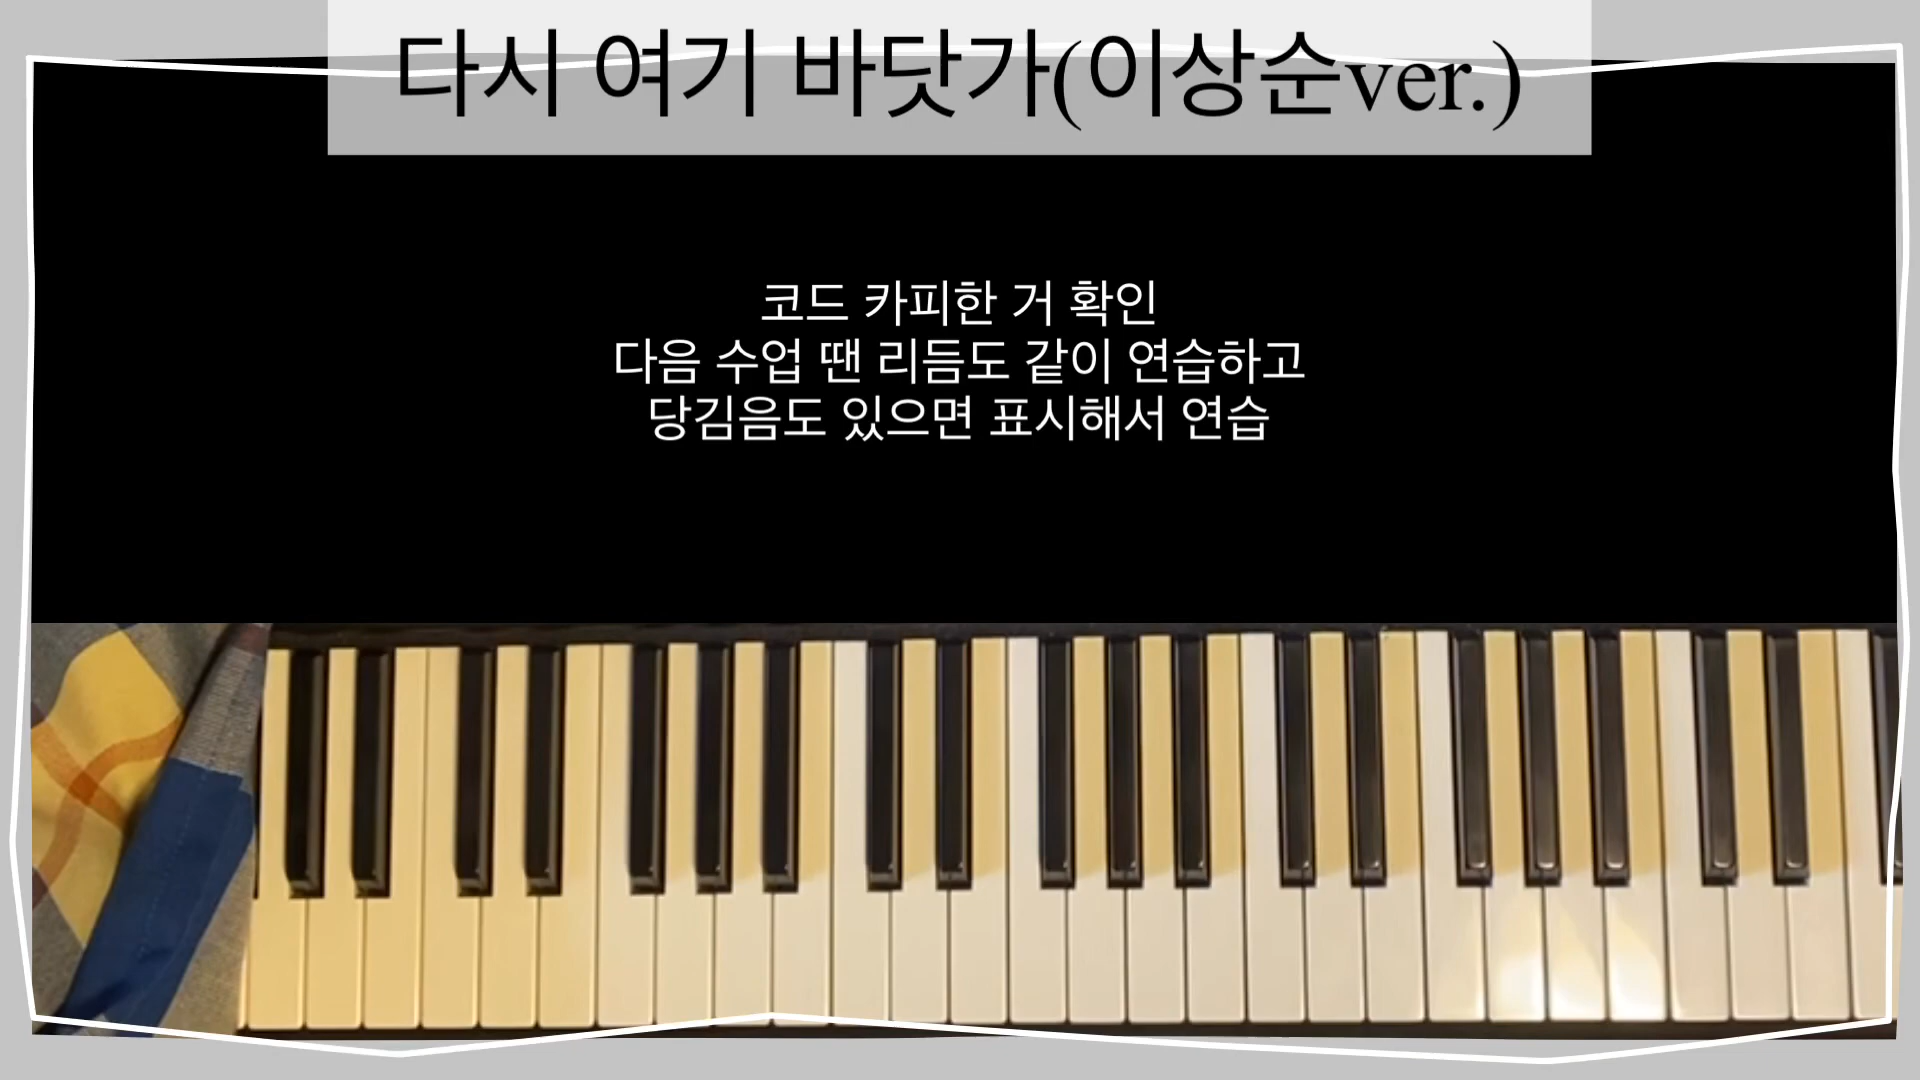 다시 여기 바닷가(이상순ver.)
코드 카피한 거 확인
다음 수업 땐 리듬도 같이 연습하고
당김음도 있으면 표시해서 연습